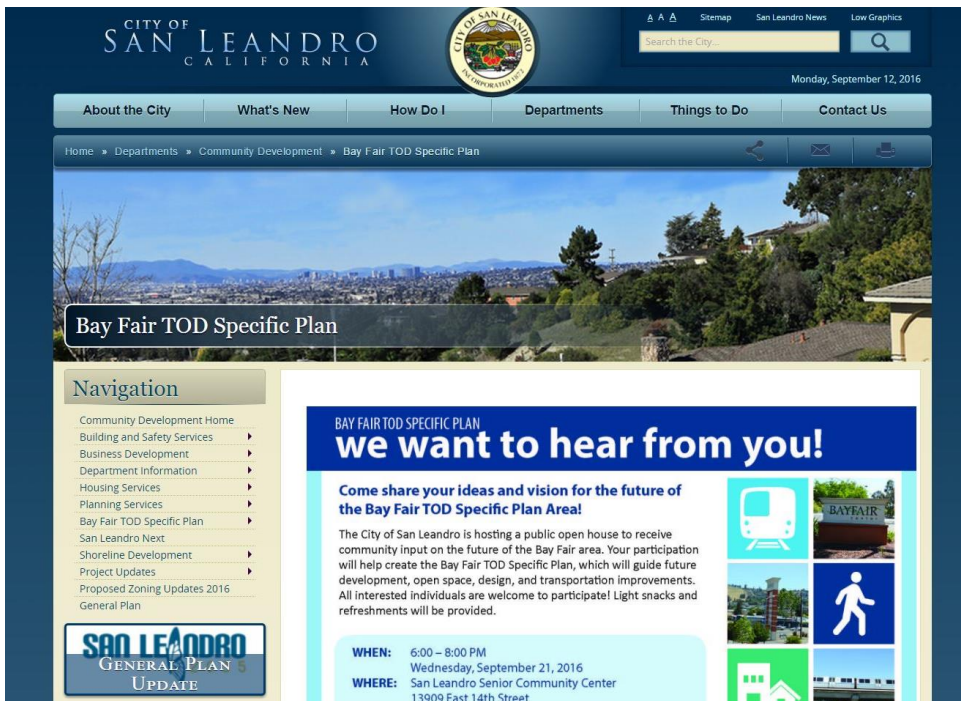 CITY OF
SAN LEANDRO
CALIFORNIA
CITY OF SAN LEANDRO
INCORPORATED 1872
A A A Sitemap San Leandro News Low Graphics
Search the City...
Monday, September 12, 2016
About the City What's New How Do I Departments Things to Do Contact Us
Home » Departments » Community Development » Bay Fair TOD Specific Plan
Bay Fair TOD Specific Plan
Navigation
Community Development Home
Building and Safety Services
Business Development
Department Information
Housing Services
Planning Services
Bay Fair TOD Specific Plan
San Leandro Next
Shoreline Development
Project Updates
Proposed Zoning Updates 2016
General Plan
SAN LEANDRO
GENERAL PLAN
UPDATE
BAY FAIR TOD SPECIFIC PLAN
we want to hear from you!
Come share your ideas and vision for the future of
the Bay Fair TOD Specific Plan Area!
The City of San Leandro is hosting a public open house to receive
community input on the future of the Bay Fair area. Your participation
will help create the Bay Fair TOD Specific Plan, which will guide future
development, open space, design, and transportation improvements.
All interested individuals are welcome to participate! Light snacks and
refreshments will be provided.
WHEN: 6:00 – 8:00 PM
Wednesday, September 21, 2016
WHERE: San Leandro Senior Community Center
13909 East 14th Street
BAYFAIR